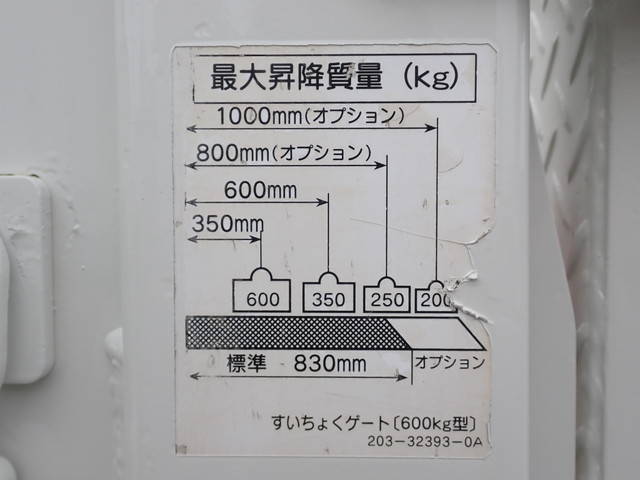 最大昇降質量 (kg)
1000mm(オプション)
800mm(オプション)
600mm
350mm
600 350 250 200
標準 830mm オプション
すいちょくゲート〔600kg型〕
203-32393-0A